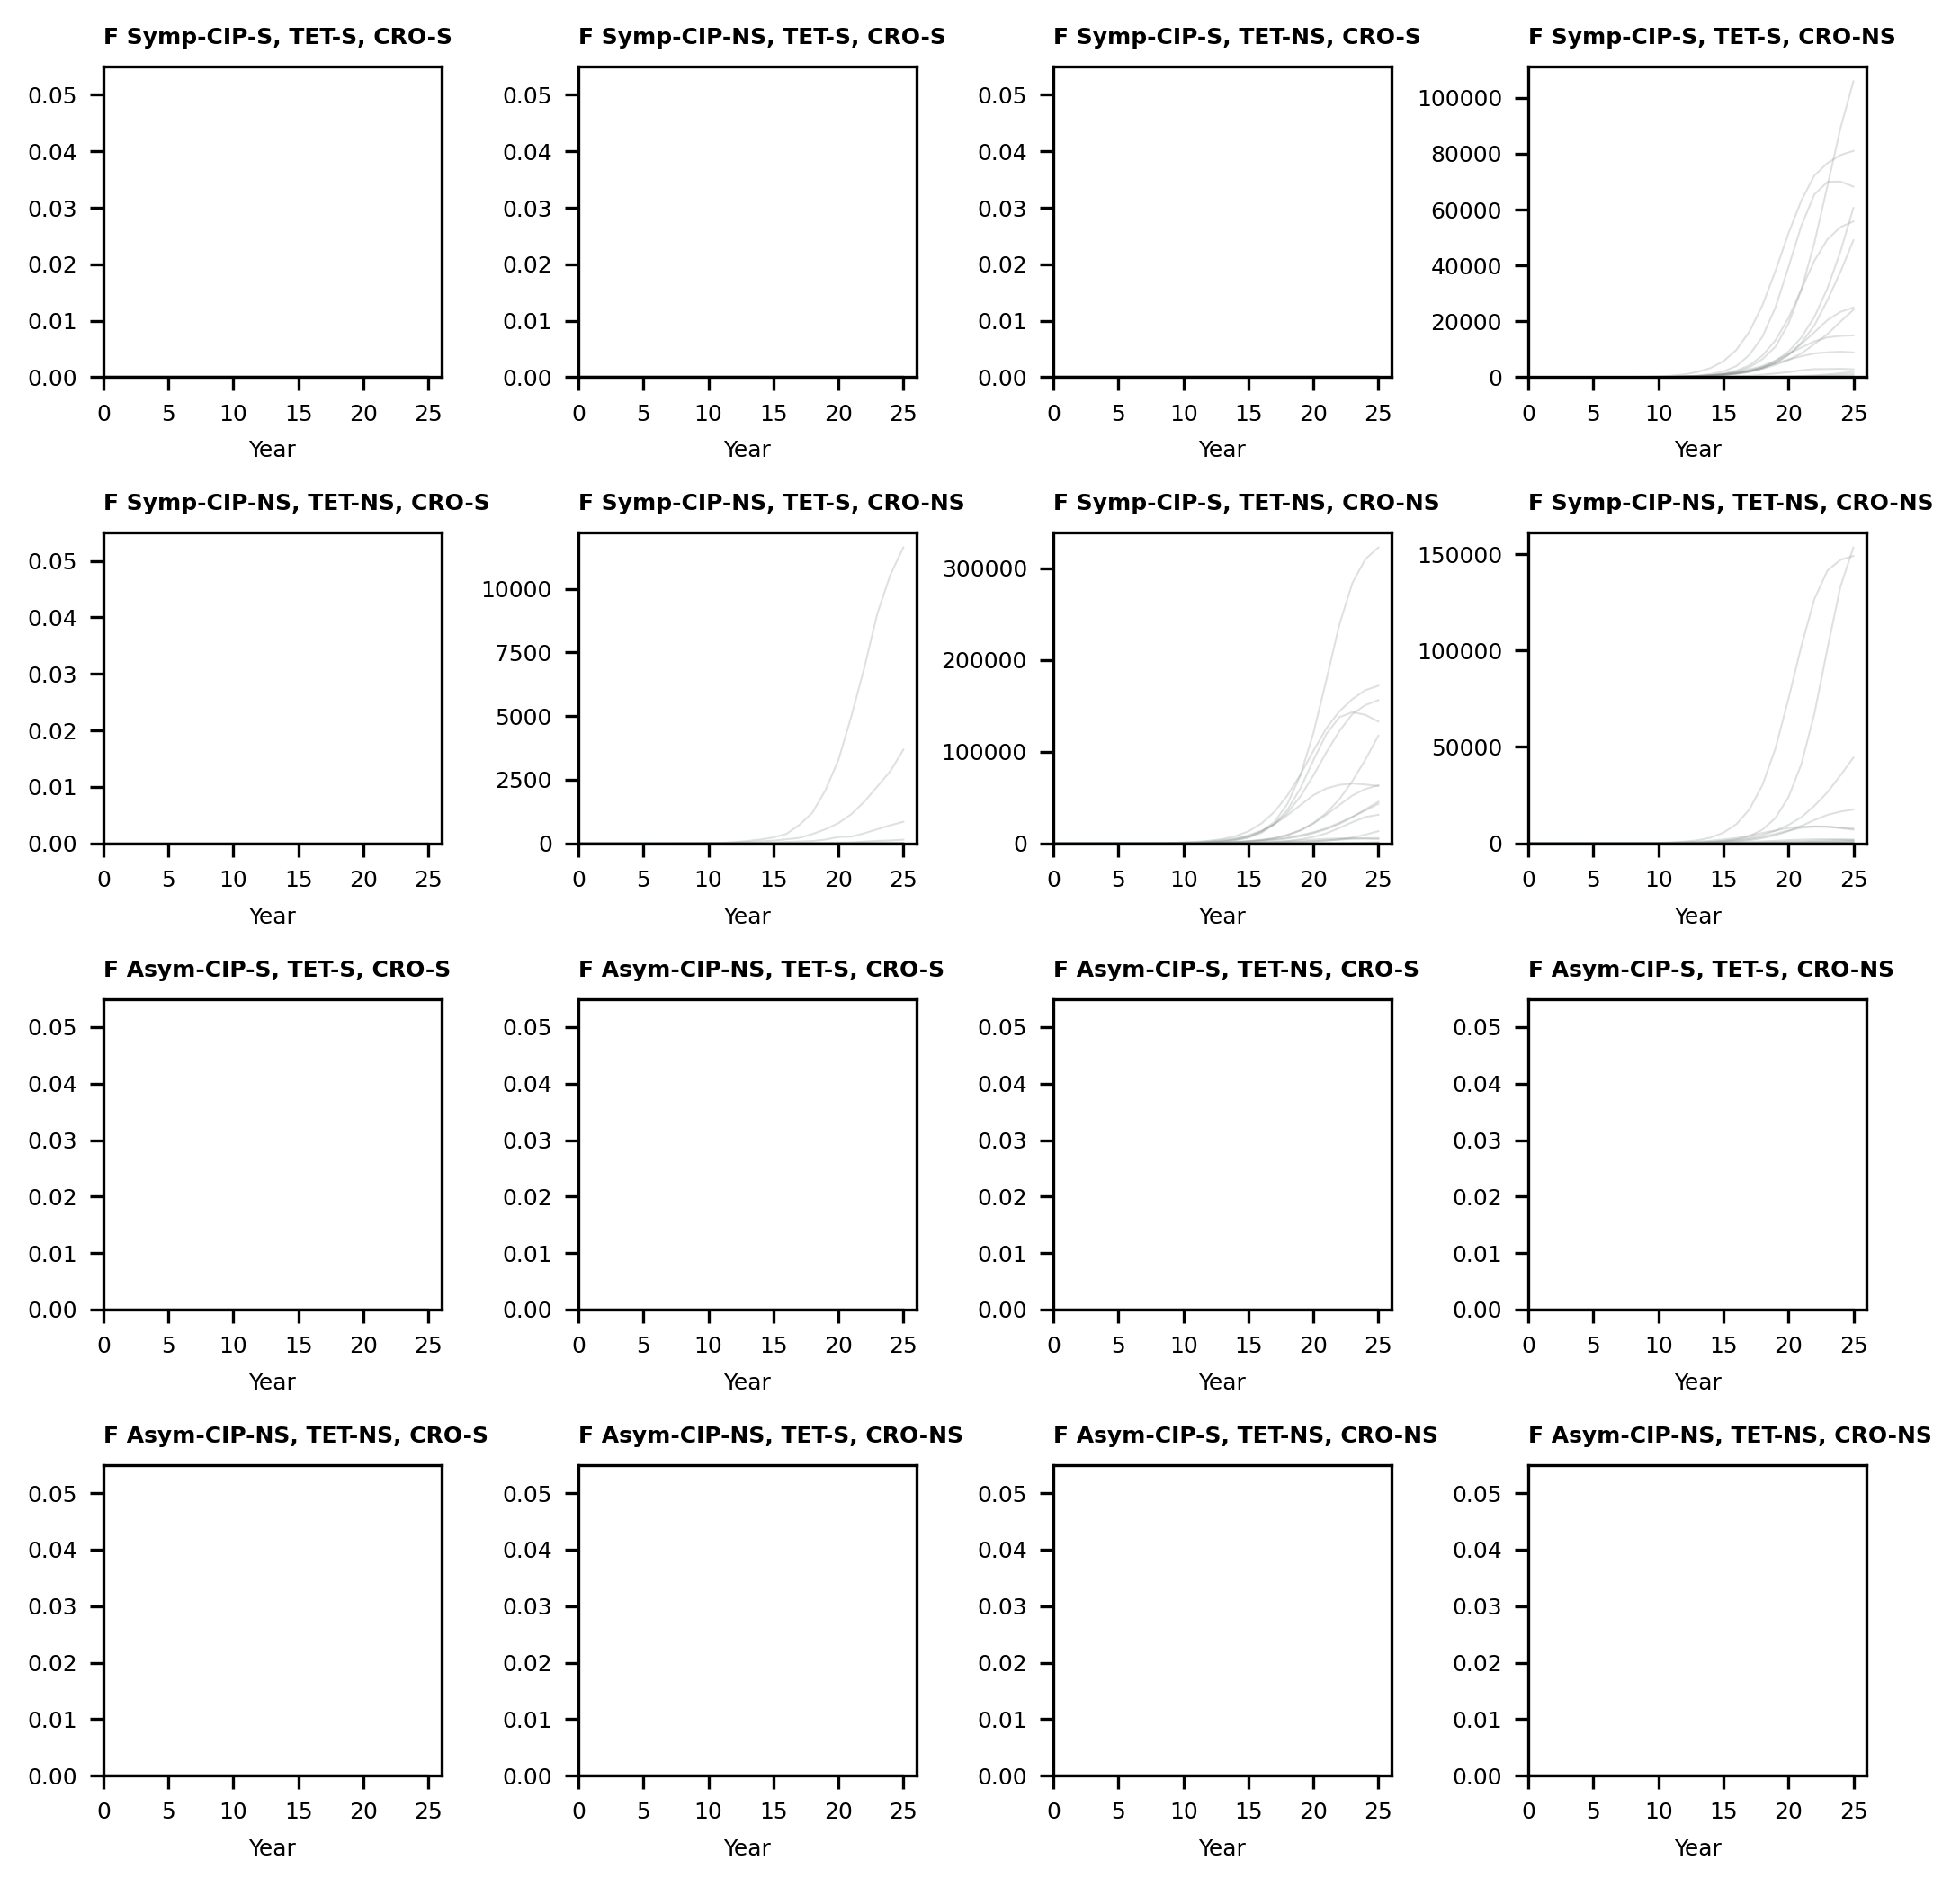 F Symp-CIP-S, TET-S, CRO-S
F Symp-CIP-NS, TET-S, CRO-S
F Symp-CIP-S, TET-NS, CRO-S
F Symp-CIP-S, TET-S, CRO-NS
0.05
0.04
0.03
0.02
0.01
0.00
0 5 10 15 20 25
Year
0.05
0.04
0.03
0.02
0.01
0.00
0 5 10 15 20 25
Year
0.05
0.04
0.03
0.02
0.01
0.00
0 5 10 15 20 25
Year
100000
80000
60000
40000
20000
0
0 5 10 15 20 25
Year
F Symp-CIP-NS, TET-NS, CRO-S
F Symp-CIP-NS, TET-S, CRO-NS
F Symp-CIP-S, TET-NS, CRO-NS
F Symp-CIP-NS, TET-NS, CRO-NS
0.05
0.04
0.03
0.02
0.01
0.00
0 5 10 15 20 25
Year
10000
7500
5000
2500
0
0 5 10 15 20 25
Year
300000
200000
100000
0
0 5 10 15 20 25
Year
150000
100000
50000
0
0 5 10 15 20 25
Year
F Asym-CIP-S, TET-S, CRO-S
F Asym-CIP-NS, TET-S, CRO-S
F Asym-CIP-S, TET-NS, CRO-S
F Asym-CIP-S, TET-S, CRO-NS
0.05
0.04
0.03
0.02
0.01
0.00
0 5 10 15 20 25
Year
0.05
0.04
0.03
0.02
0.01
0.00
0 5 10 15 20 25
Year
0.05
0.04
0.03
0.02
0.01
0.00
0 5 10 15 20 25
Year
0.05
0.04
0.03
0.02
0.01
0.00
0 5 10 15 20 25
Year
F Asym-CIP-NS, TET-NS, CRO-S
F Asym-CIP-NS, TET-S, CRO-NS
F Asym-CIP-S, TET-NS, CRO-NS
F Asym-CIP-NS, TET-NS, CRO-NS
0.05
0.04
0.03
0.02
0.01
0.00
0 5 10 15 20 25
Year
0.05
0.04
0.03
0.02
0.01
0.00
0 5 10 15 20 25
Year
0.05
0.04
0.03
0.02
0.01
0.00
0 5 10 15 20 25
Year
0.05
0.04
0.03
0.02
0.01
0.00
0 5 10 15 20 25
Year